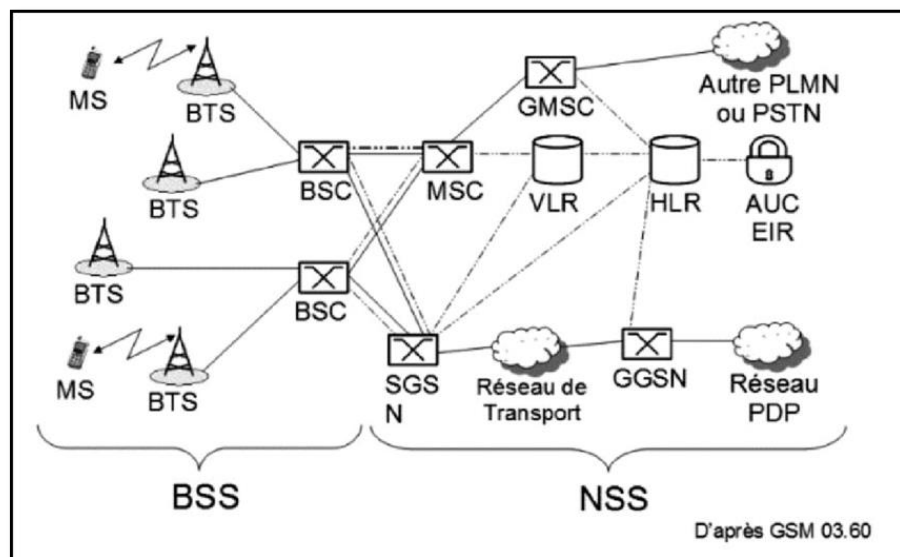 MS
BTS
GMSC
Autre PLMN
ou PSTN
BTS
BSC
MSC
VLR
HLR
AUC
EIR
BTS
BSC
MS
BTS
SGS
N
Réseau de
Transport
GGSN
Réseau
PDP
BSS
NSS
D'après GSM 03.60